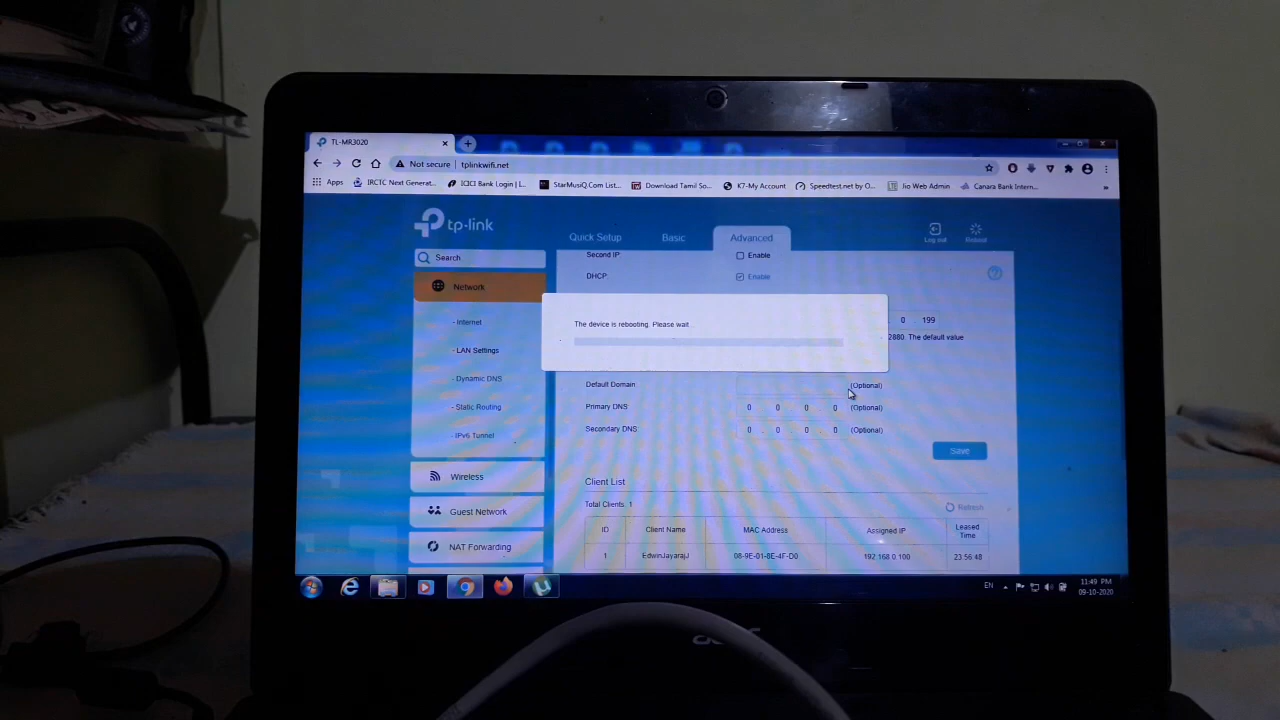 TL-MR3020
Not secure | tplinkwifi.net
Apps IRCTC Next Generat... ICICI Bank Login | I... StarMusiQ.Com List... Download Tamil So... K7-My Account Speedtest.net by O... Jio Web Admin Canara Bank Intern... »
tp-link
Quick Setup Basic Advanced Log out Reboot
Search
Second IP: Enable
DHCP: Enable
Network
- Internet
0 . 199
The device is rebooting. Please wait...
2880. The default value
- LAN Settings
- Dynamic DNS
Default Domain: (Optional)
- Static Routing
Primary DNS: 0 . 0 . 0 . 0 (Optional)
- IPv6 Tunnel
Secondary DNS: 0 . 0 . 0 . 0 (Optional)
Save
Wireless
Client List
Guest Network
Total Clients: 1 Refresh
ID Client Name MAC Address Assigned IP Leased Time
NAT Forwarding
1 EdwinJayarajJ 08-9E-01-8E-4F-D0 192.168.0.100 23:56:48
EN 11:49 PM
09-10-2020
acer